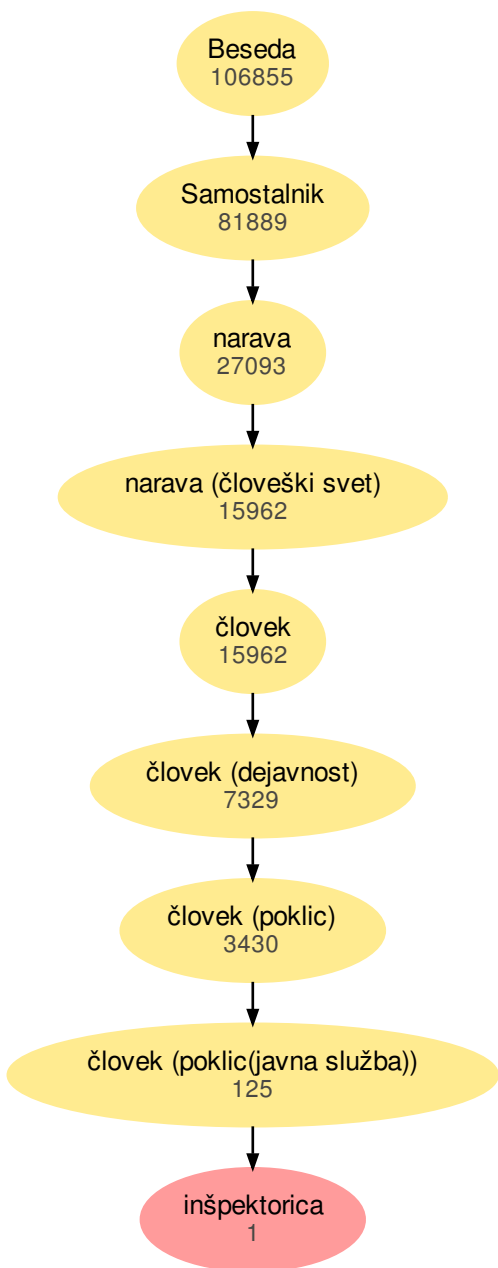 Beseda
106855
Samostalnik
81889
narava
27093
narava (človeški svet)
15962
človek
15962
človek (dejavnost)
7329
človek (poklic)
3430
človek (poklic(javna služba))
125
inšpektorica
1